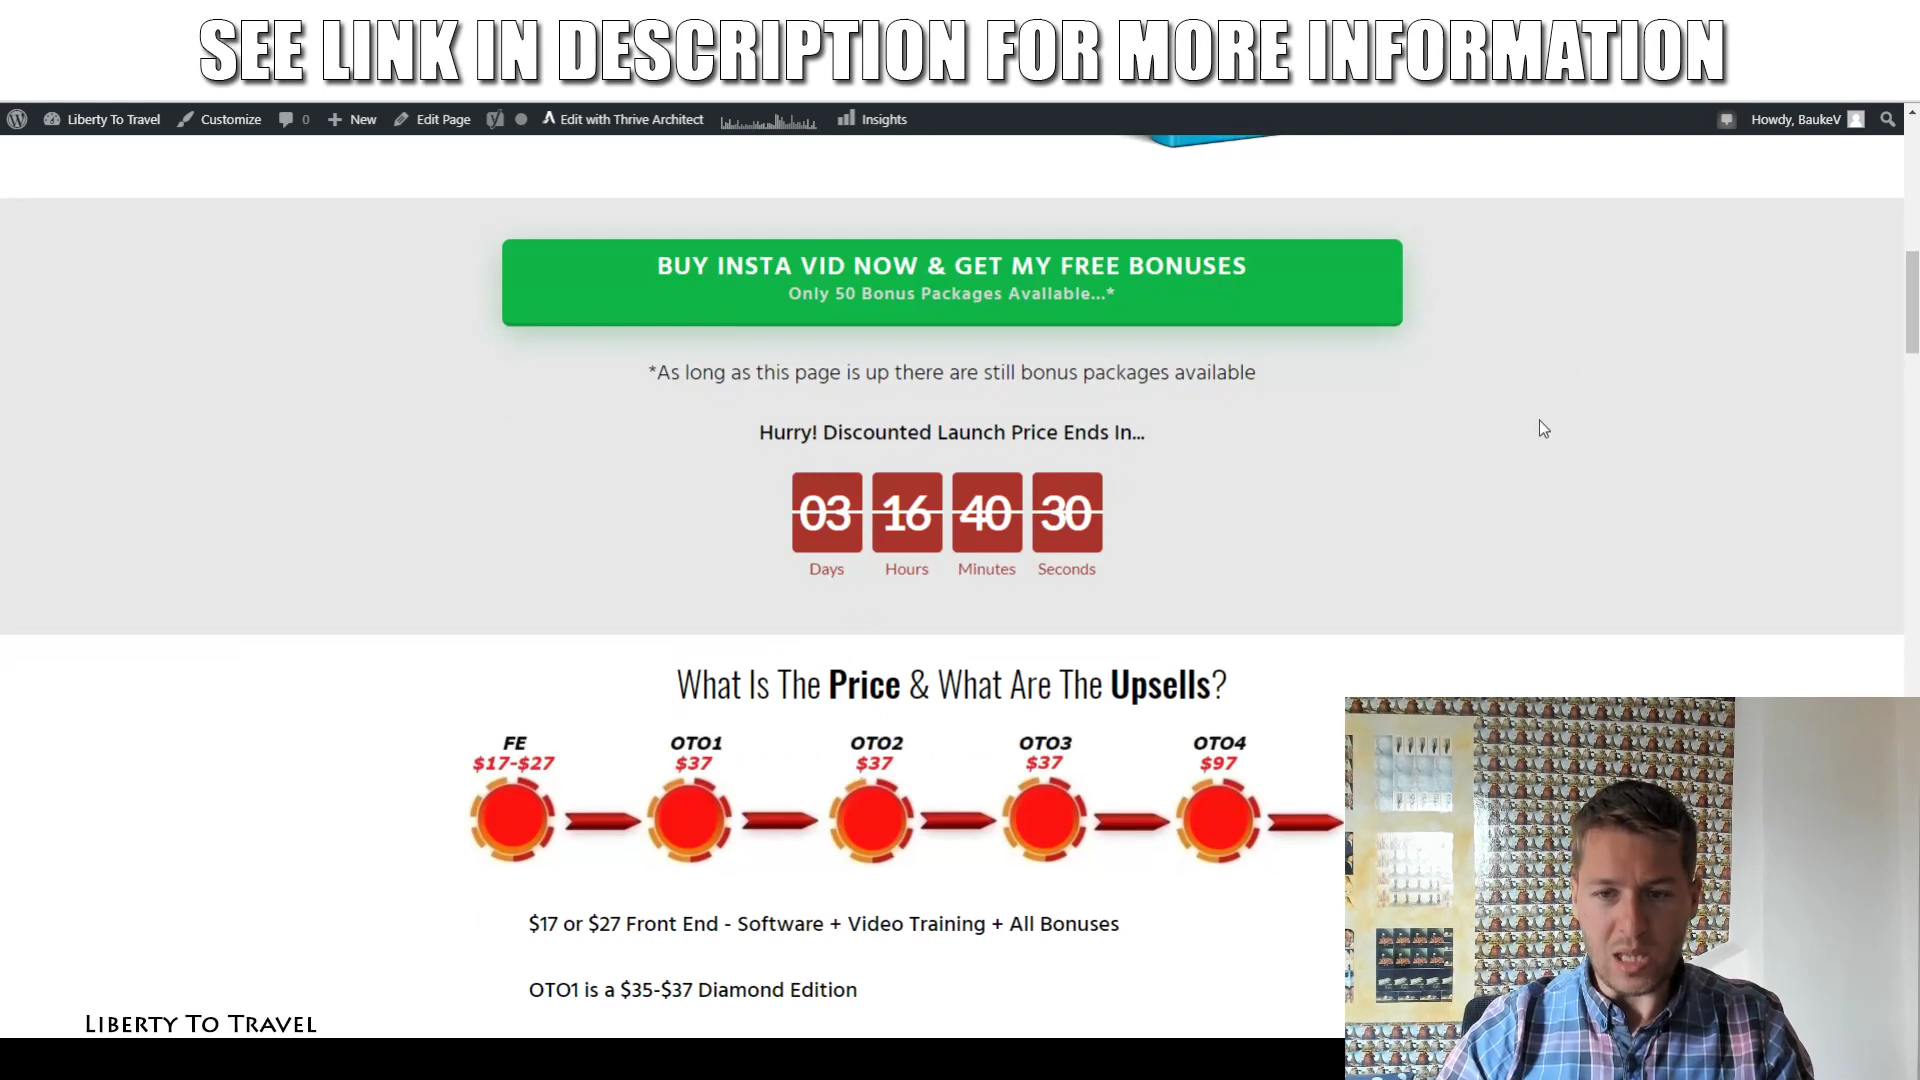 SEE LINK IN DESCRIPTION FOR MORE INFORMATION
Liberty To Travel Customize 0 New Edit Page Edit with Thrive Architect Insights Howdy, BaukeV
BUY INSTA VID NOW & GET MY FREE BONUSES
Only 50 Bonus Packages Available...*
*As long as this page is up there are still bonus packages available
Hurry! Discounted Launch Price Ends In...
03 16 40 30
Days Hours Minutes Seconds
What Is The Price & What Are The Upsells?
FE OTO1 OTO2 OTO3 OTO4
$17-$27 $37 $37 $37 $97
$17 or $27 Front End - Software + Video Training + All Bonuses
OTO1 is a $35-$37 Diamond Edition
LIBERTY TO TRAVEL